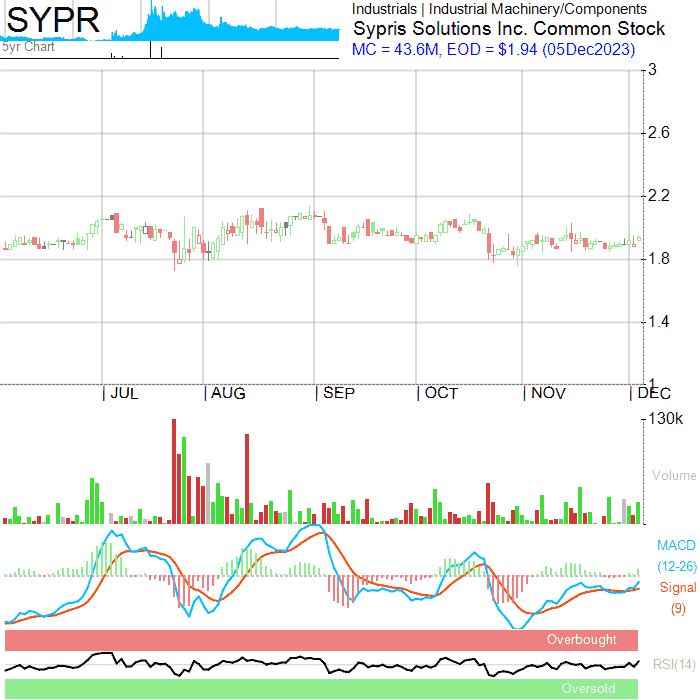 SYPR
5yr Chart
Industrials | Industrial Machinery/Components
Sypris Solutions Inc. Common Stock
MC = 43.6M, EOD = $1.94 (05Dec2023)
3
2.6
2.2
1.8
1.4
1
| JUL | AUG | SEP | OCT | NOV | DEC
130k
Volume
MACD
(12-26)
Signal
(9)
Overbought
RSI(14)
Oversold